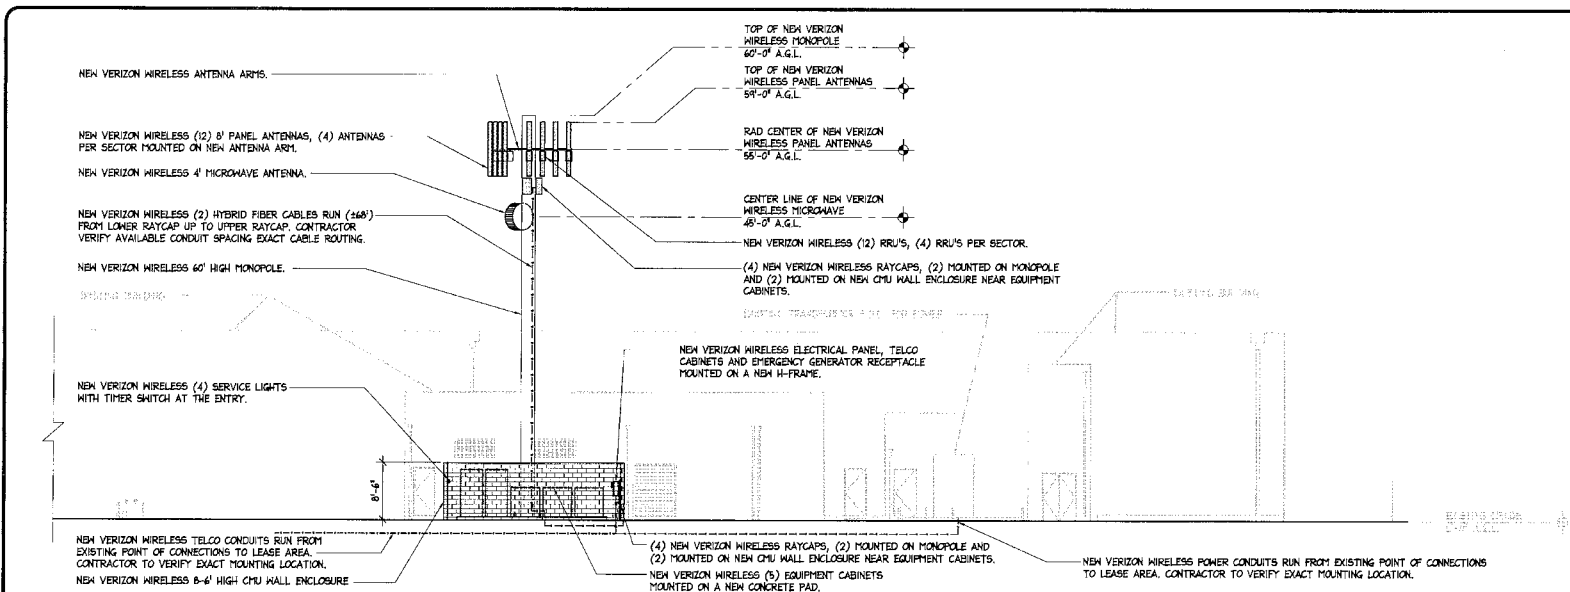 TOP OF NEW VERIZON
WIRELESS MONOPOLE
60'-0" A.G.L.
TOP OF NEW VERIZON
WIRELESS PANEL ANTENNAS
59'-0" A.G.L.
RAD CENTER OF NEW VERIZON
WIRELESS PANEL ANTENNAS
55'-0" A.G.L.
CENTER LINE OF NEW VERIZON
WIRELESS MICROWAVE
45'-0" A.G.L.
NEW VERIZON WIRELESS (12) RRU'S, (4) RRU'S PER SECTOR.
(4) NEW VERIZON WIRELESS RAYCAPS, (2) MOUNTED ON MONOPOLE
AND (2) MOUNTED ON NEW CMU WALL ENCLOSURE NEAR EQUIPMENT
CABINETS.
NEW VERIZON WIRELESS ANTENNA ARMS.
NEW VERIZON WIRELESS (12) 8' PANEL ANTENNAS, (4) ANTENNAS
PER SECTOR MOUNTED ON NEW ANTENNA ARM.
NEW VERIZON WIRELESS 4' MICROWAVE ANTENNA.
NEW VERIZON WIRELESS (2) HYBRID FIBER CABLES RUN (±68')
FROM LOWER RAYCAP UP TO UPPER RAYCAP. CONTRACTOR
VERIFY AVAILABLE CONDUIT SPACING EXACT CABLE ROUTING.
NEW VERIZON WIRELESS 60' HIGH MONOPOLE.
EXISTING BUILDING
EXISTING BUILDING
EXISTING TRANSFORMER
NEW VERIZON WIRELESS ELECTRICAL PANEL, TELCO
CABINETS AND EMERGENCY GENERATOR RECEPTACLE
MOUNTED ON A NEW H-FRAME.
NEW VERIZON WIRELESS (4) SERVICE LIGHTS
WITH TIMER SWITCH AT THE ENTRY.
8'-6"
EXISTING GRADE
NEW VERIZON WIRELESS TELCO CONDUITS RUN FROM
EXISTING POINT OF CONNECTIONS TO LEASE AREA.
CONTRACTOR TO VERIFY EXACT MOUNTING LOCATION.
NEW VERIZON WIRELESS 8-6' HIGH CMU WALL ENCLOSURE
(4) NEW VERIZON WIRELESS RAYCAPS, (2) MOUNTED ON MONOPOLE AND
(2) MOUNTED ON NEW CMU WALL ENCLOSURE NEAR EQUIPMENT CABINETS.
NEW VERIZON WIRELESS (5) EQUIPMENT CABINETS
MOUNTED ON A NEW CONCRETE PAD.
NEW VERIZON WIRELESS POWER CONDUITS RUN FROM EXISTING POINT OF CONNECTIONS
TO LEASE AREA. CONTRACTOR TO VERIFY EXACT MOUNTING LOCATION.